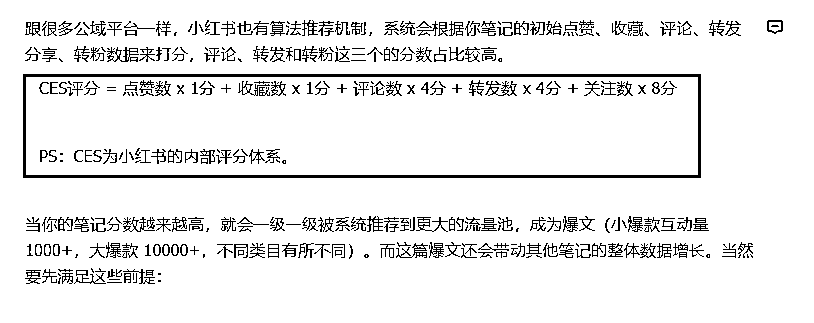 跟很多公域平台一样，小红书也有算法推荐机制，系统会根据你笔记的初始点赞、收藏、评论、转发
分享、转粉数据来打分，评论、转发和转粉这三个的分数占比较高。
CES评分 = 点赞数 x 1分 + 收藏数 x 1分 + 评论数 x 4分 + 转发数 x 4分 + 关注数 x 8分
PS：CES为小红书的内部评分体系。
当你的笔记分数越来越高，就会一级一级被系统推荐到更大的流量池，成为爆文（小爆款互动量
1000+，大爆款 10000+，不同类目有所不同）。而这篇爆文还会带动其他笔记的整体数据增长。当然
要先满足这些前提：